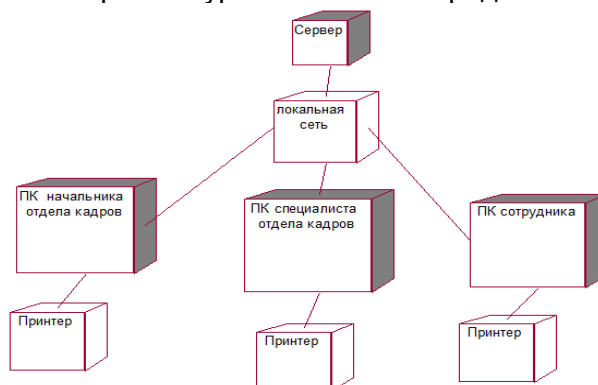 Сервер
локальная
сеть
ПК начальника
отдела кадров
ПК специалиста
отдела кадров
ПК сотрудника
Принтер
Принтер
Принтер